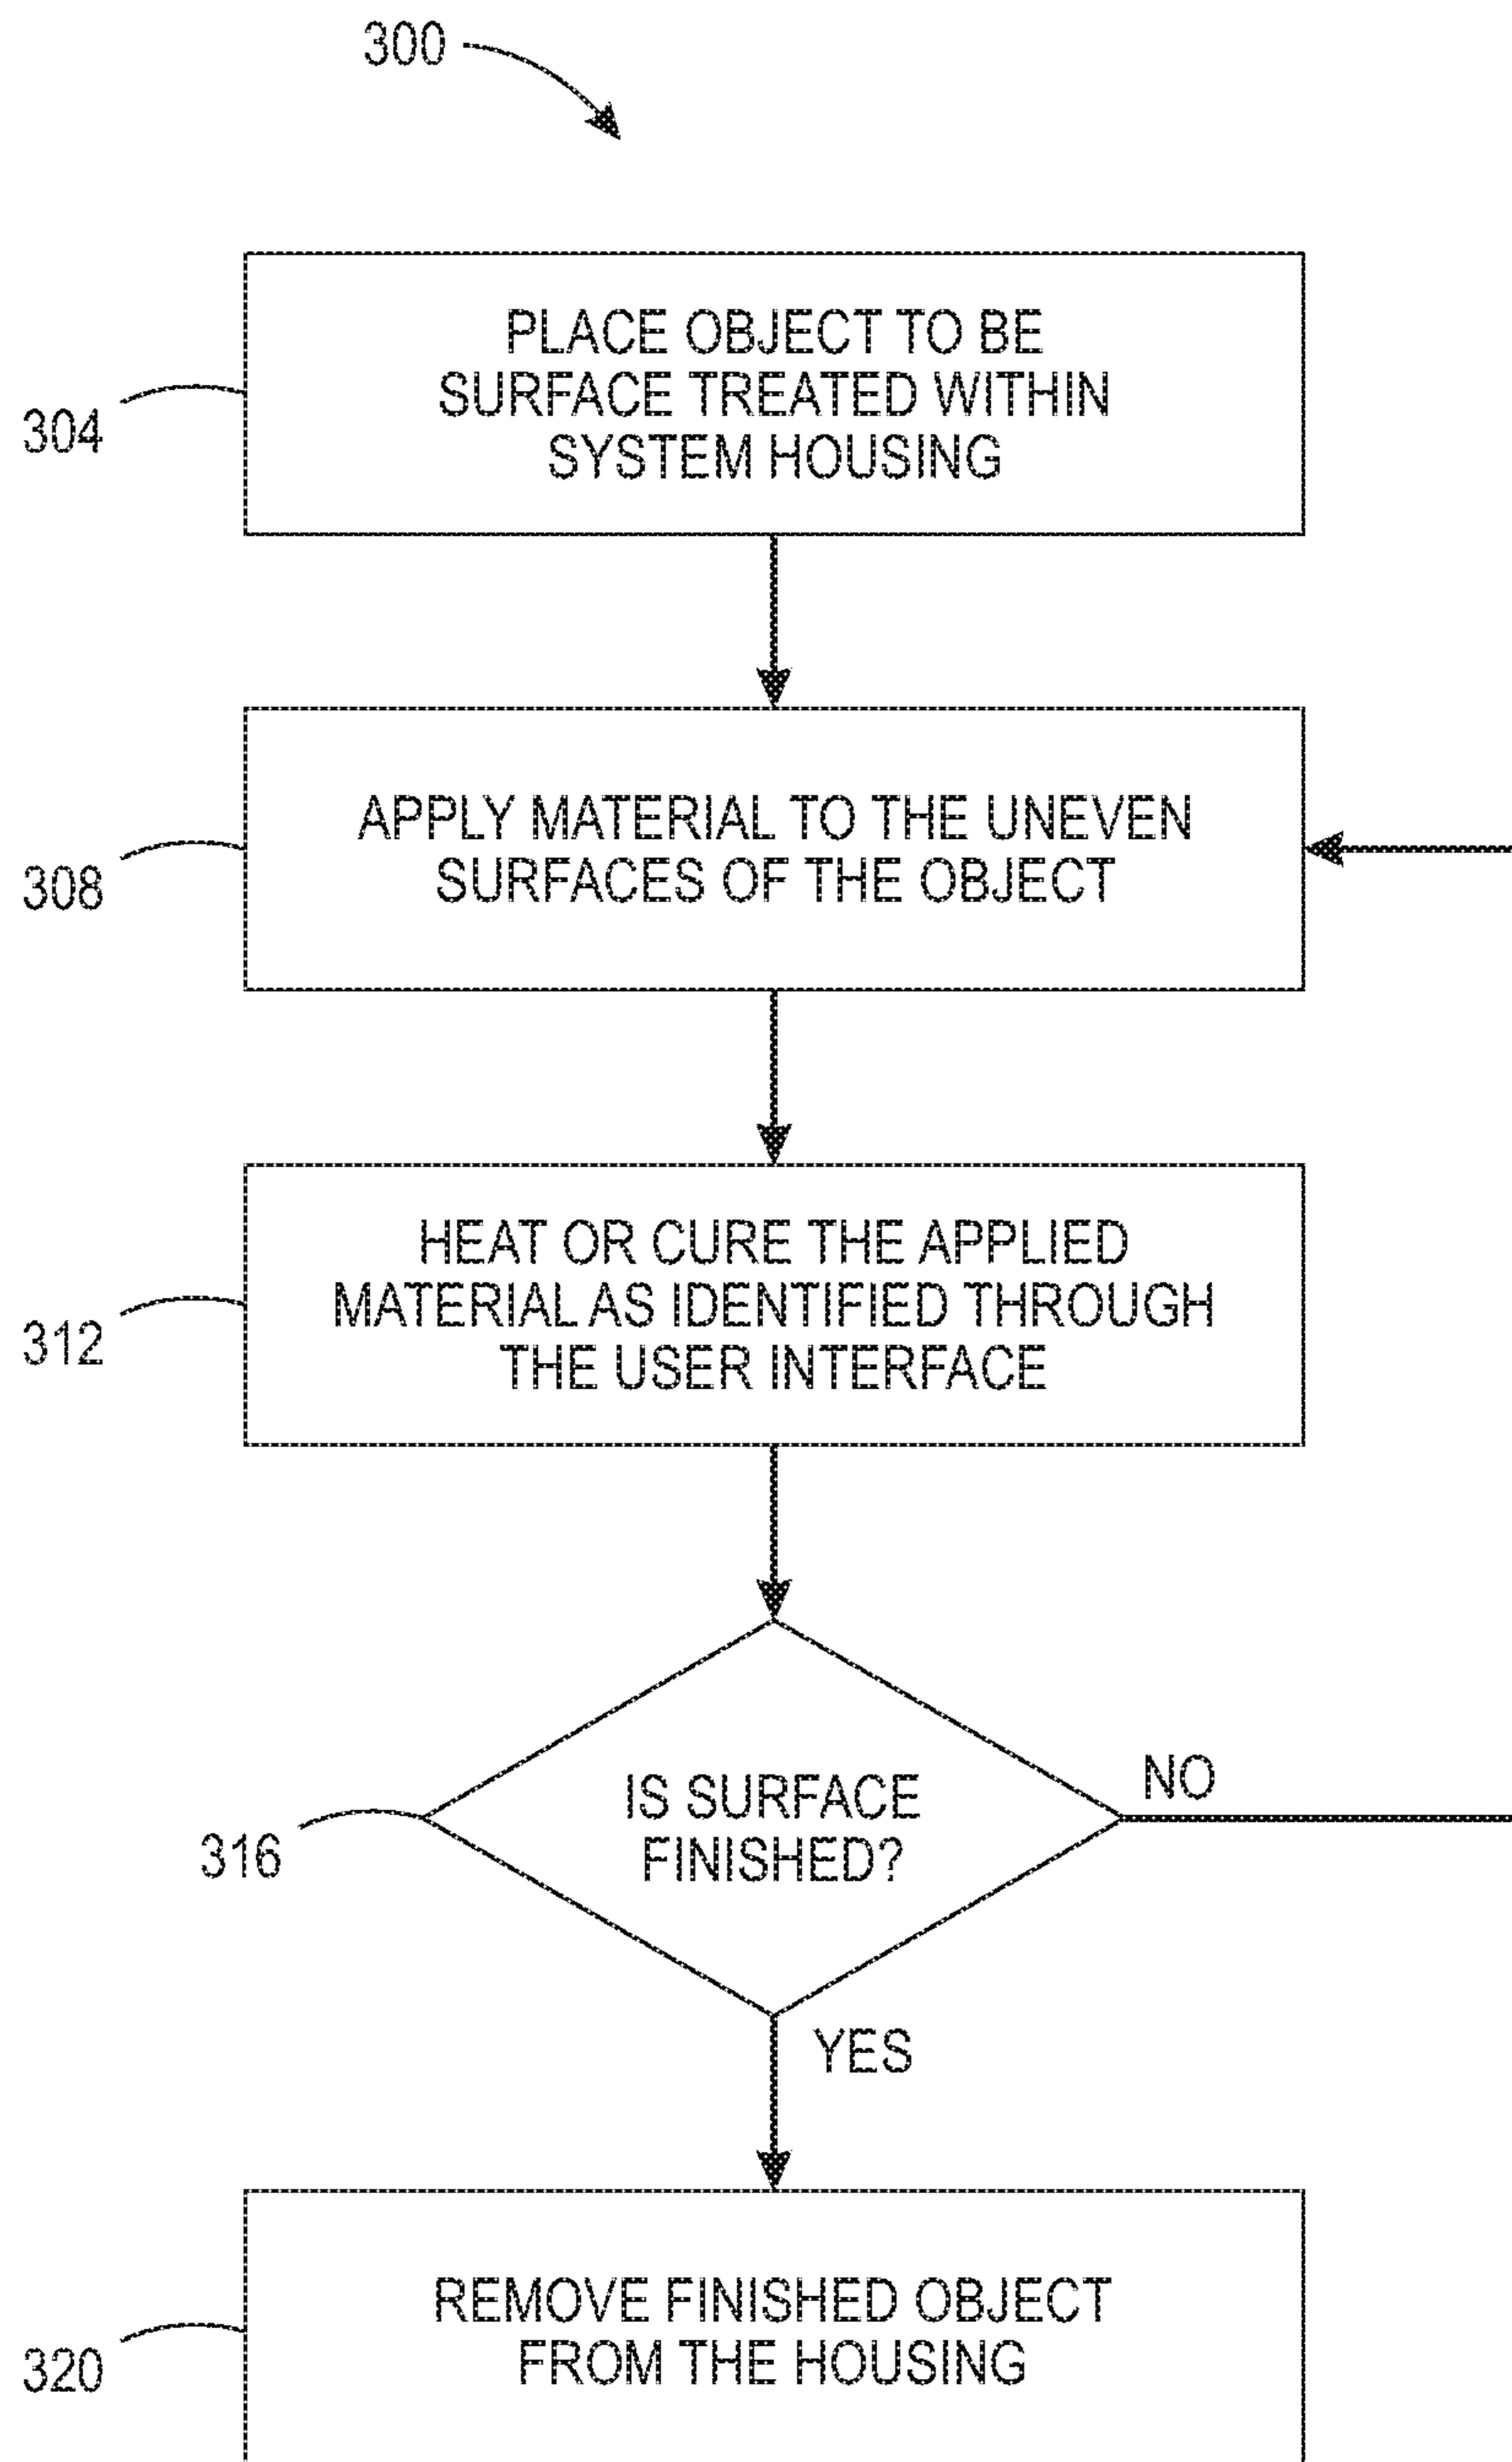 300
PLACE OBJECT TO BE
SURFACE TREATED WITHIN
SYSTEM HOUSING
304
APPLY MATERIAL TO THE UNEVEN
SURFACES OF THE OBJECT
308
HEAT OR CURE THE APPLIED
MATERIAL AS IDENTIFIED THROUGH
THE USER INTERFACE
312
IS SURFACE
FINISHED?
NO
316
YES
REMOVE FINISHED OBJECT
FROM THE HOUSING
320